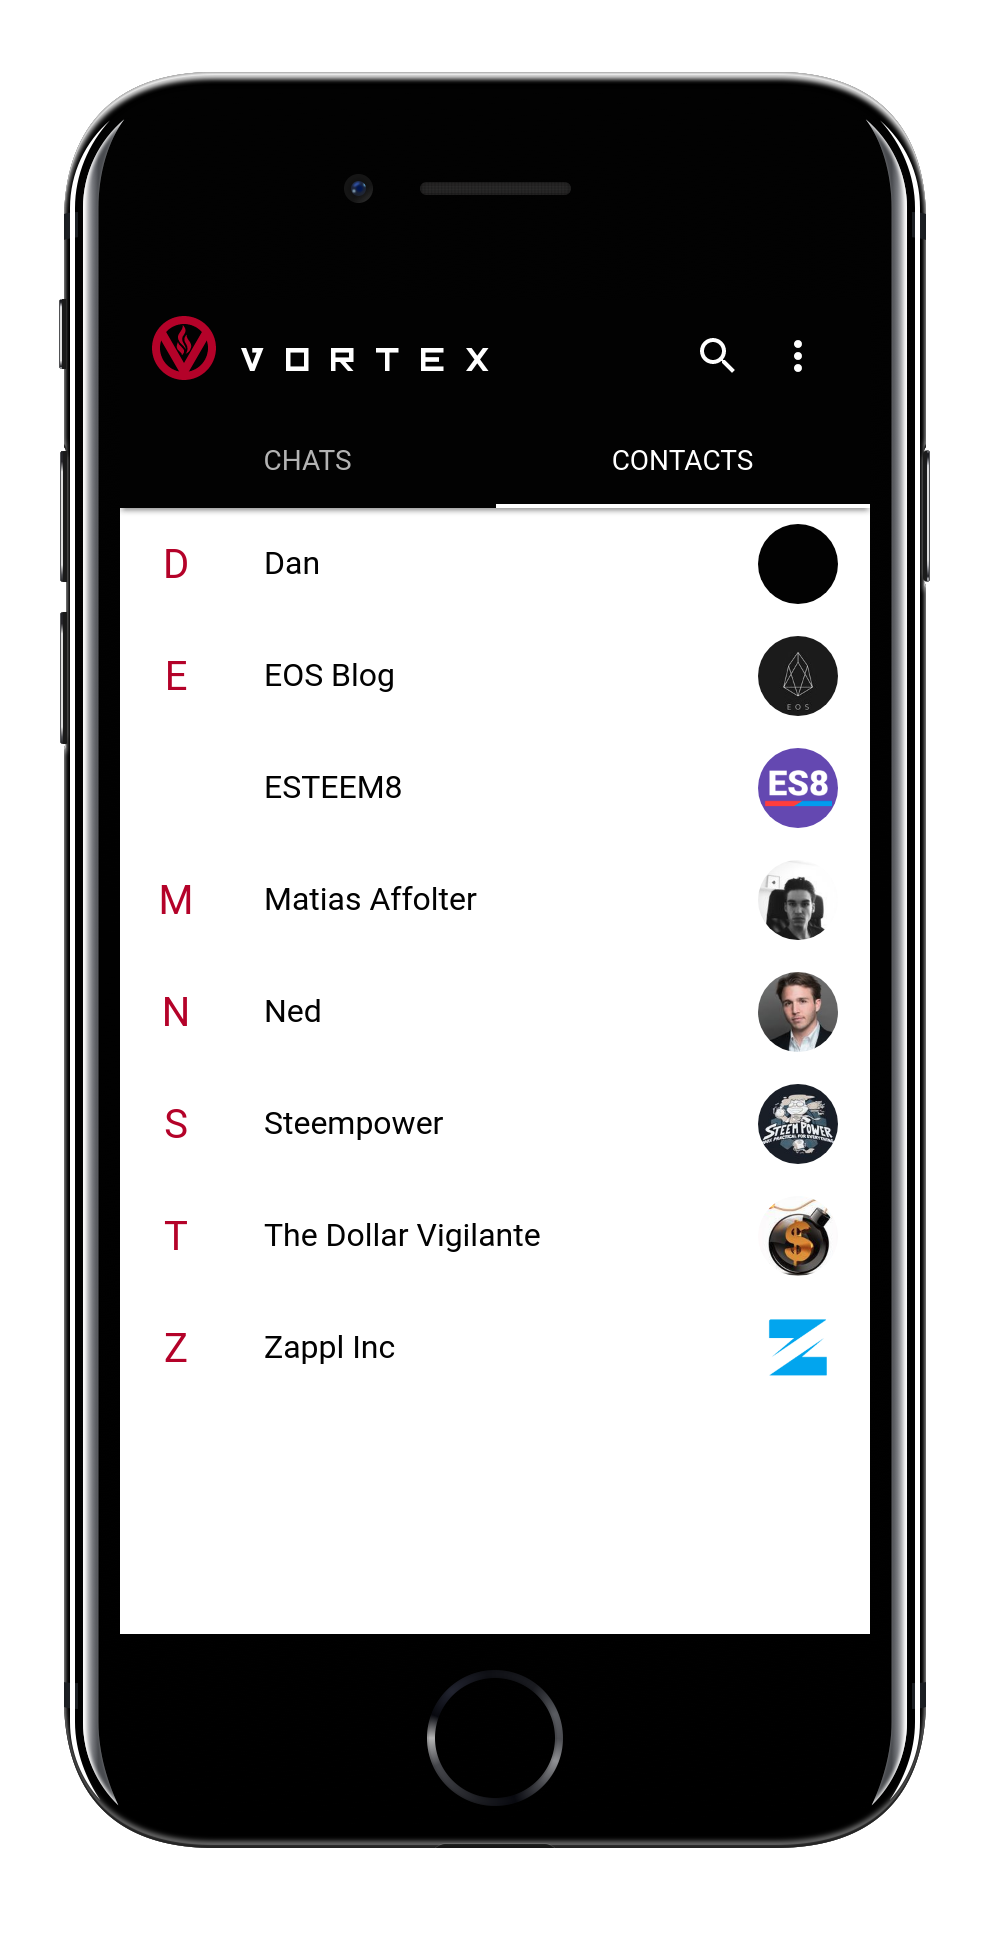 VORTEX
CHATS CONTACTS
D Dan
E EOS Blog
EOS
ESTEEM8 ES8
M Matias Affolter
N Ned
S Steempower
STEEM POWER
T The Dollar Vigilante $
Z Zappl Inc